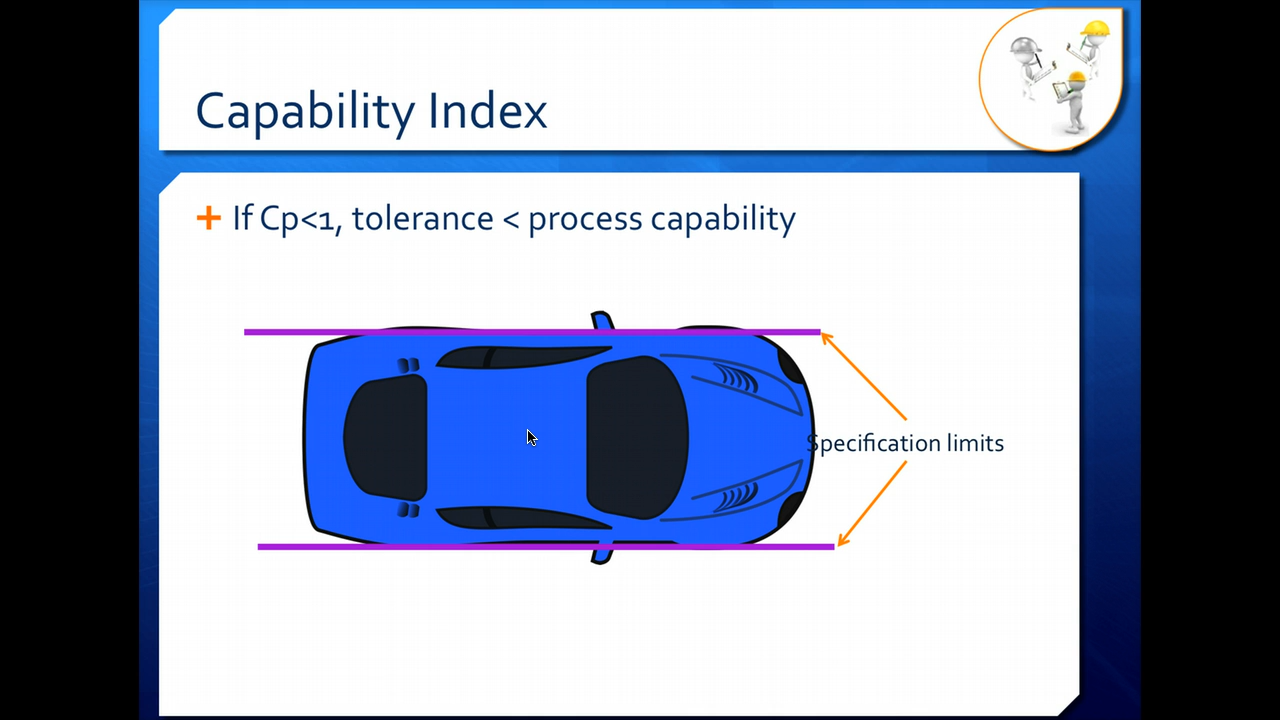 Capability Index
If Cp<1, tolerance < process capability
Specification limits